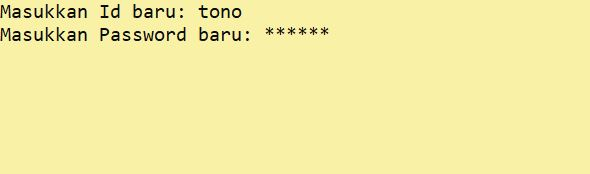 Masukkan Id baru: tono
Masukkan Password baru: ******